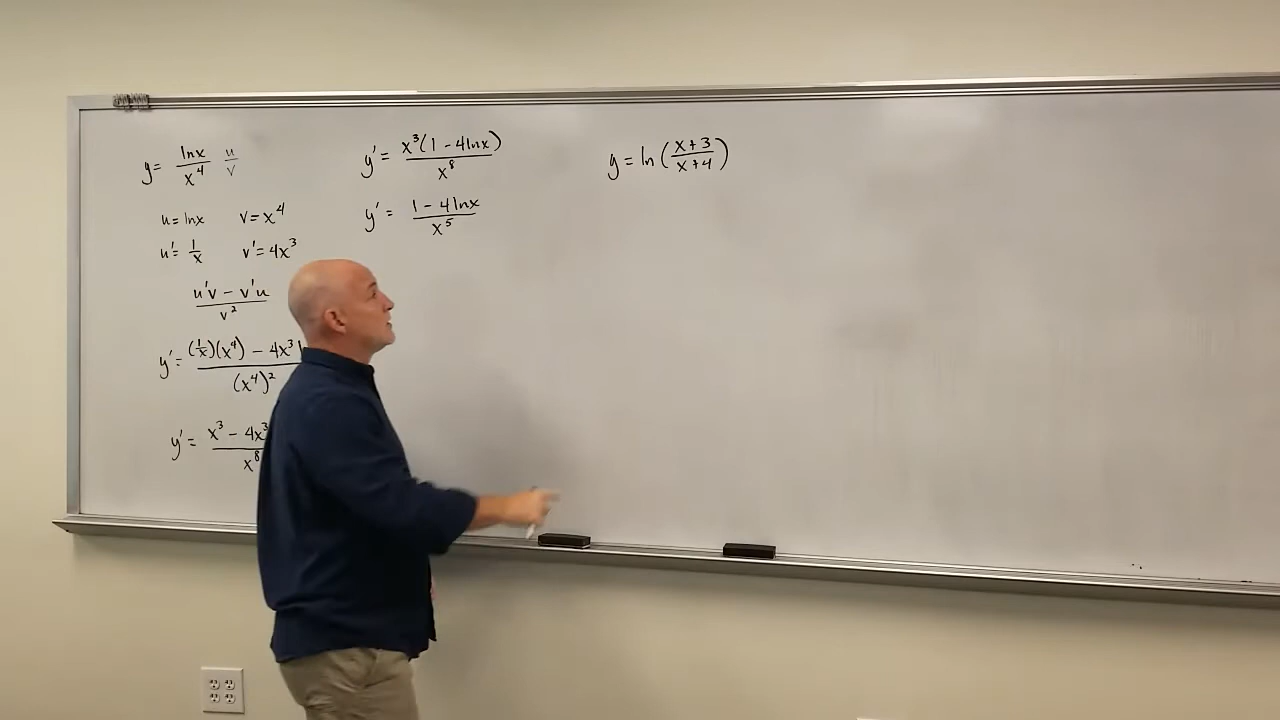 y = lnx/x⁴ u/v
u = lnx v = x⁴
u' = 1/x v' = 4x³
(u'v - v'u)/v²
y' = ((1/x)(x⁴) - 4x³ l)/(x⁴)²
y' = (x³ - 4x³)/x⁸
y' = x³(1 - 4lnx)/x⁸
y' = (1 - 4lnx)/x⁵
y = ln((x+3)/(x+4))